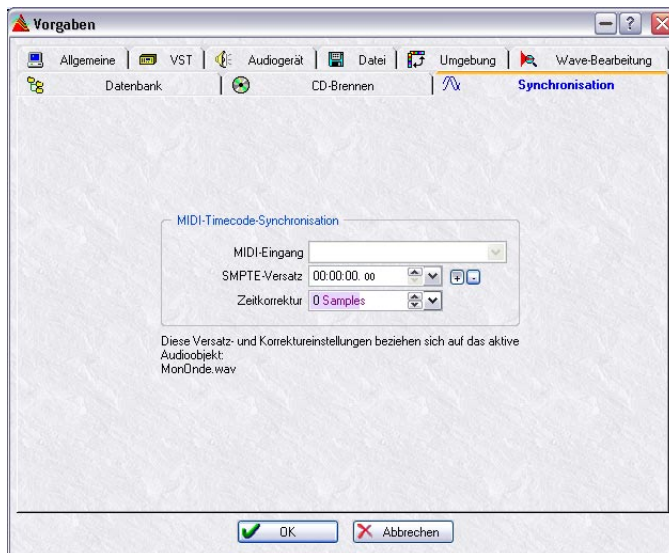 Vorgaben
Allgemeine VST Audiogerät Datei Umgebung Wave-Bearbeitung
Datenbank CD-Brennen Synchronisation
MIDI-Timecode-Synchronisation
MIDI-Eingang
SMPTE-Versatz 00:00:00. 00
Zeitkorrektur 0 Samples
Diese Versatz- und Korrektureinstellungen beziehen sich auf das aktive
Audioobjekt:
MonOnde.wav
OK Abbrechen